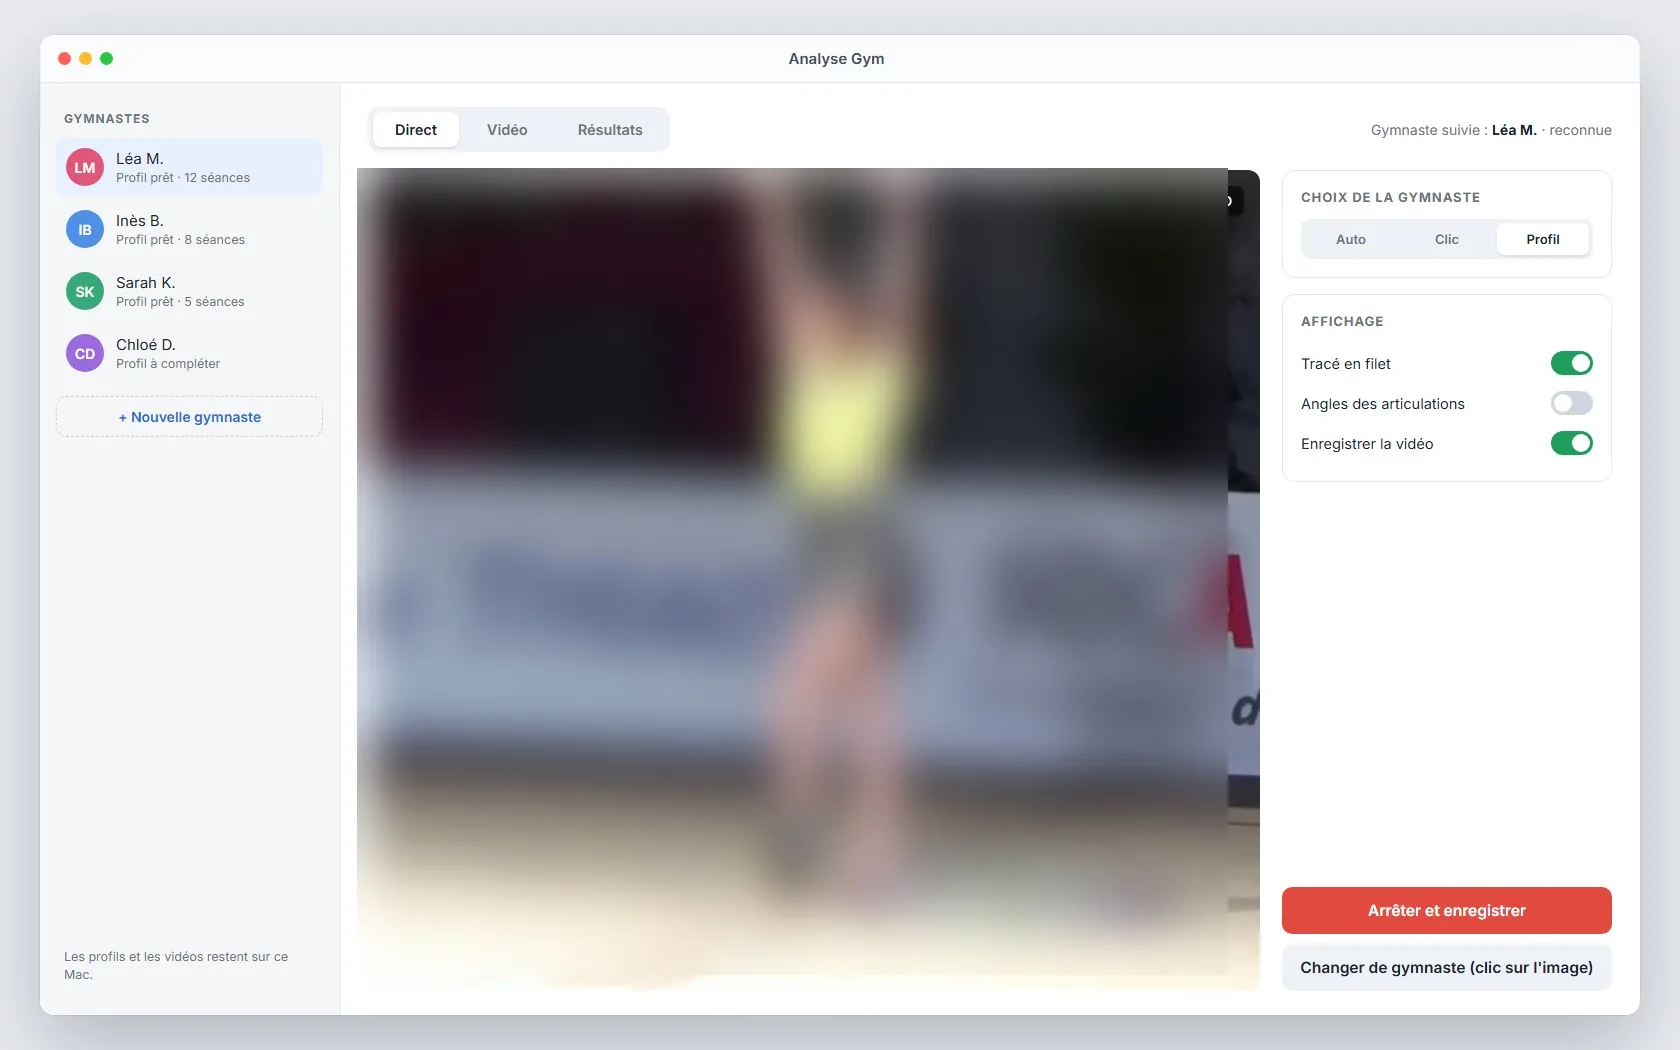 Analyse Gym
GYMNASTES
LM
Léa M.
Profil prêt · 12 séances
IB
Inès B.
Profil prêt · 8 séances
SK
Sarah K.
Profil prêt · 5 séances
CD
Chloé D.
Profil à compléter
+ Nouvelle gymnaste
Les profils et les vidéos restent sur ce
Mac.
Direct
Vidéo
Résultats
Gymnaste suivie : Léa M. · reconnue
A
d
CHOIX DE LA GYMNASTE
Auto
Clic
Profil
AFFICHAGE
Tracé en filet
Angles des articulations
Enregistrer la vidéo
Arrêter et enregistrer
Changer de gymnaste (clic sur l'image)